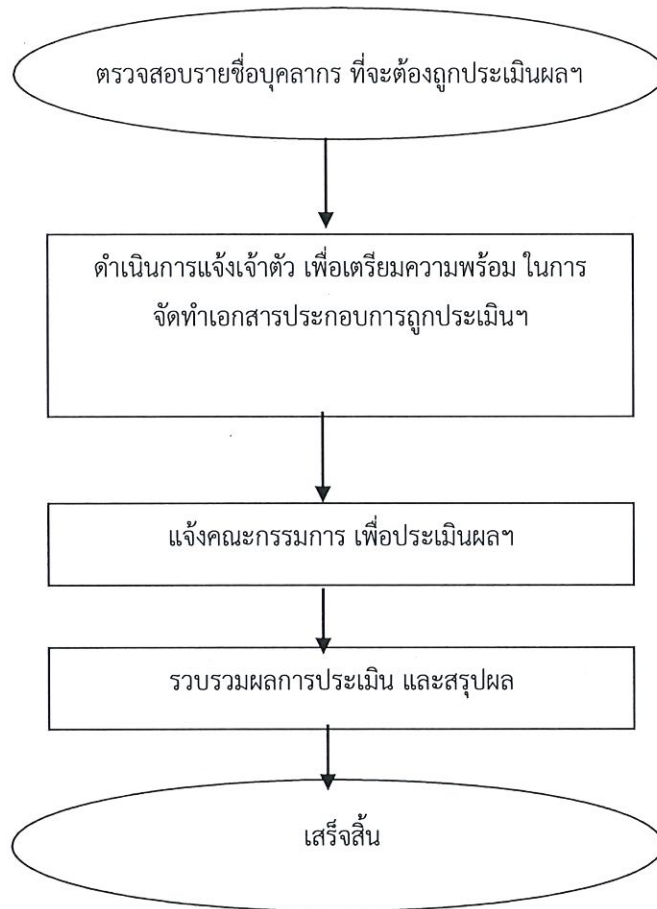 ตรวจสอบรายชื่อบุคลากร ที่จะต้องถูกประเมินผลฯ
ดำเนินการแจ้งเจ้าตัว เพื่อเตรียมความพร้อม ในการ
จัดทำเอกสารประกอบการถูกประเมินฯ
แจ้งคณะกรรมการ เพื่อประเมินผลฯ
รวบรวมผลการประเมิน และสรุปผล
เสร็จสิ้น